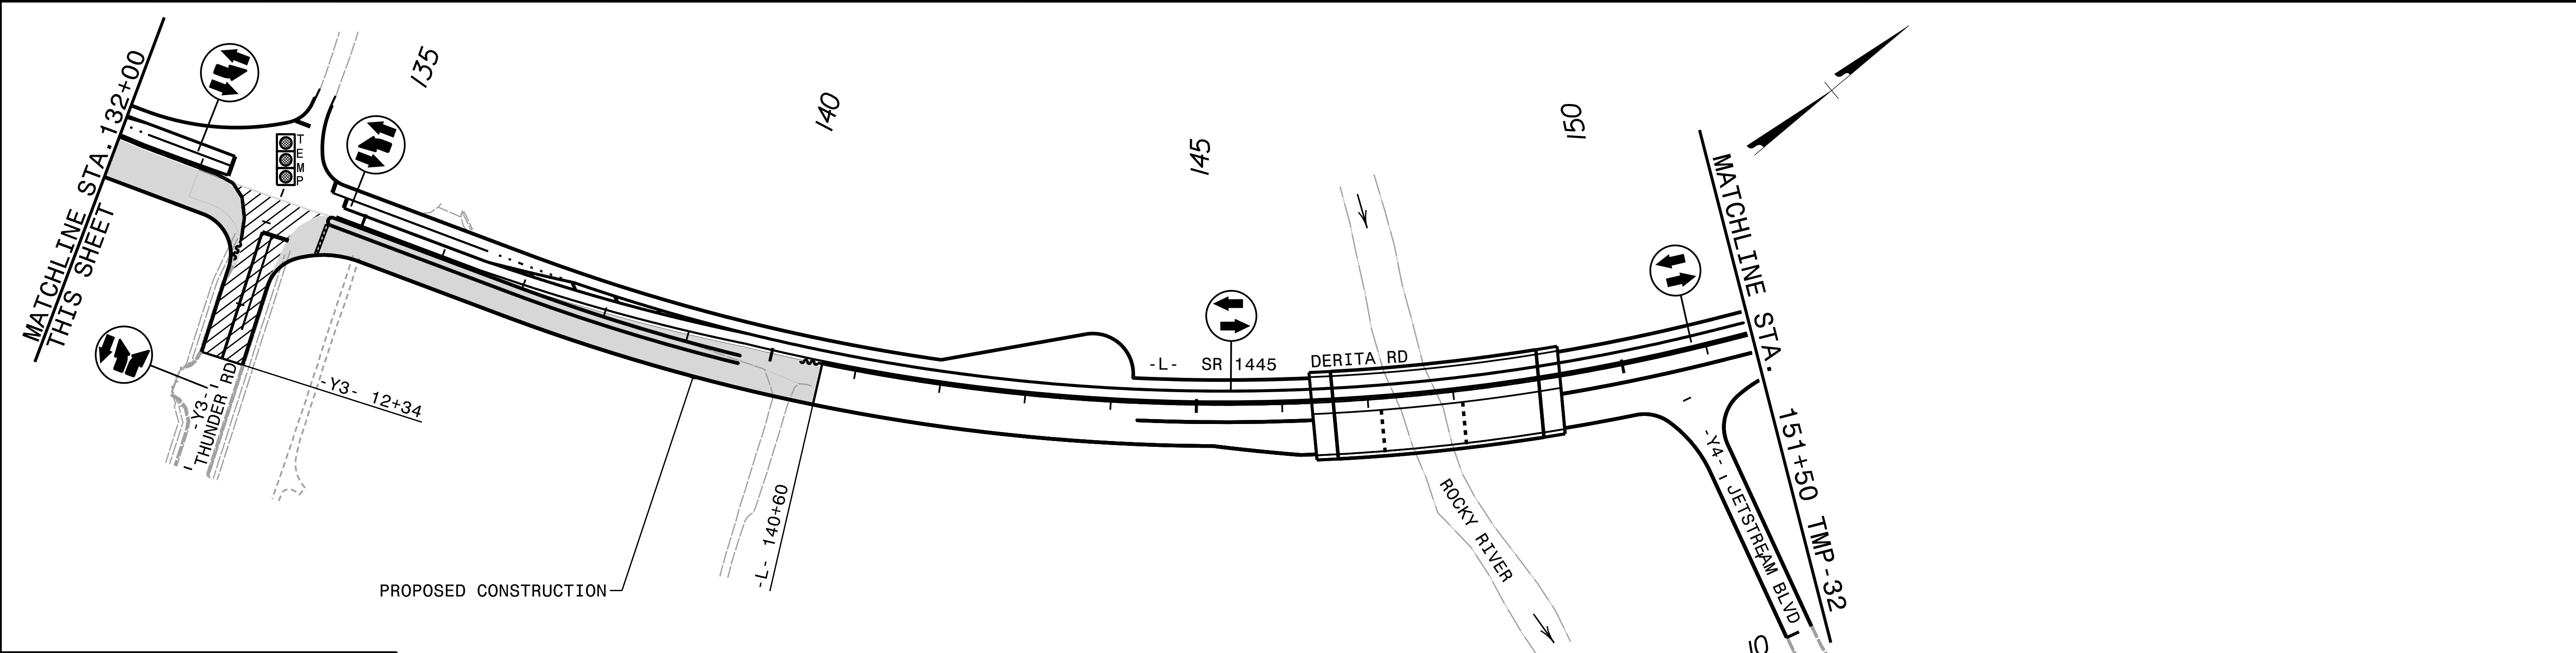 MATCHLINE STA. 132+00
THIS SHEET
TEMP
135
140
145
150
MATCHLINE STA. 151+50 TMP-32
-L- SR 1445 DERITA RD
-Y3- 12+34
-Y3-
THUNDER RD
PROPOSED CONSTRUCTION
-L- 140+60
ROCKY RIVER
-Y4- JETSTREAM BLVD